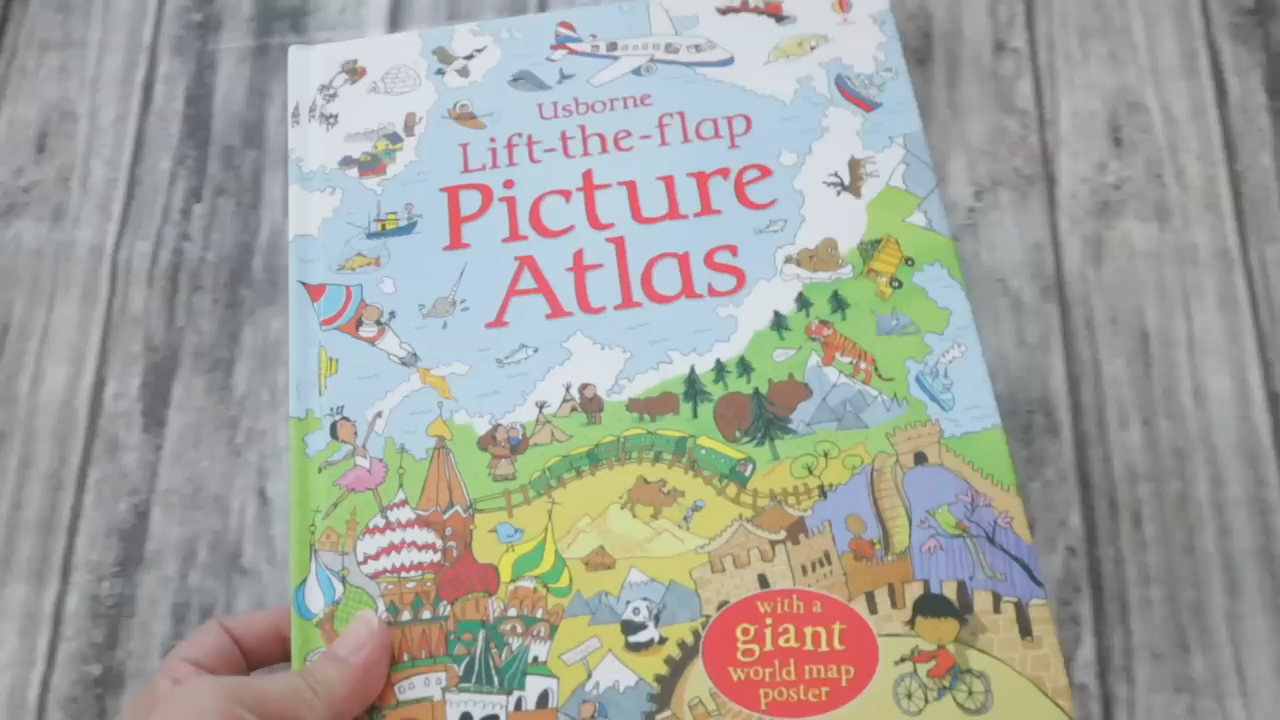 Usborne
Lift-the-flap
Picture
Atlas
with a
giant
world map
poster